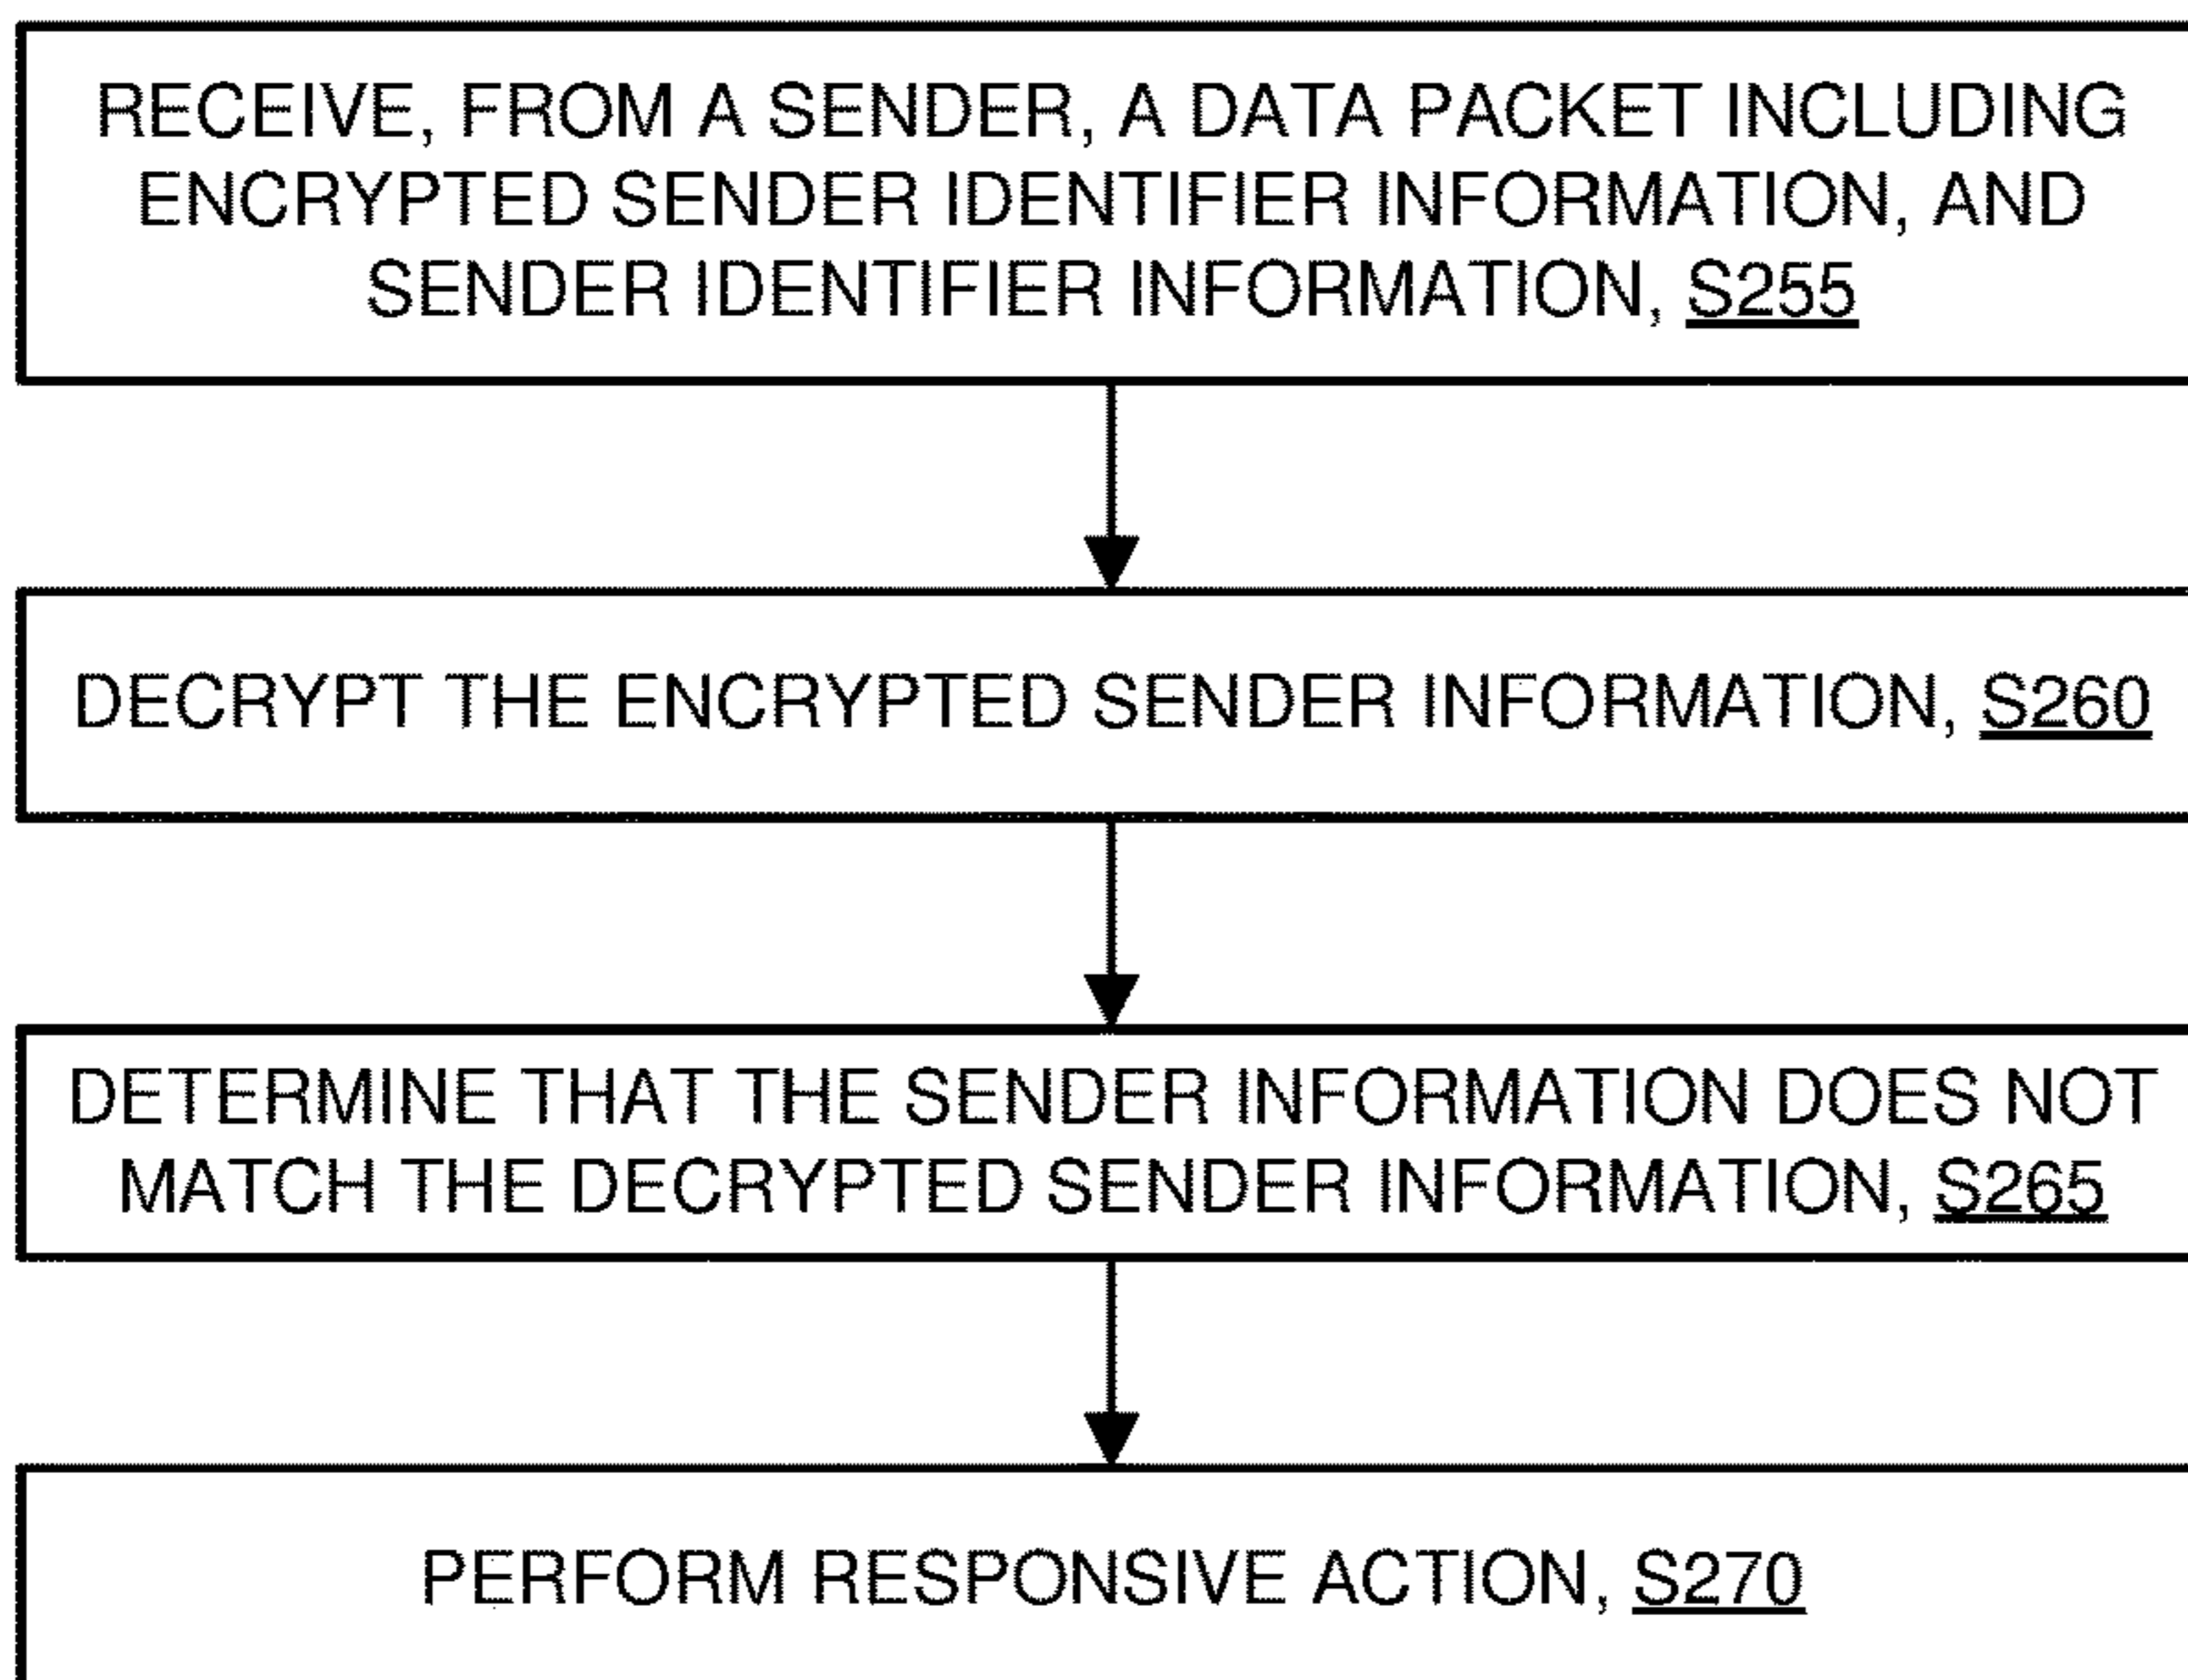 RECEIVE, FROM A SENDER, A DATA PACKET INCLUDING
ENCRYPTED SENDER IDENTIFIER INFORMATION, AND
SENDER IDENTIFIER INFORMATION, S255
DECRYPT THE ENCRYPTED SENDER INFORMATION, S260
DETERMINE THAT THE SENDER INFORMATION DOES NOT
MATCH THE DECRYPTED SENDER INFORMATION, S265
PERFORM RESPONSIVE ACTION, S270